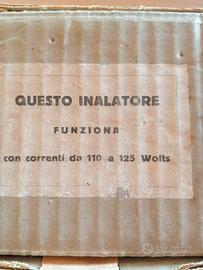 QUESTO INALATORE
FUNZIONA
con correnti da 110 a 125 Wolts